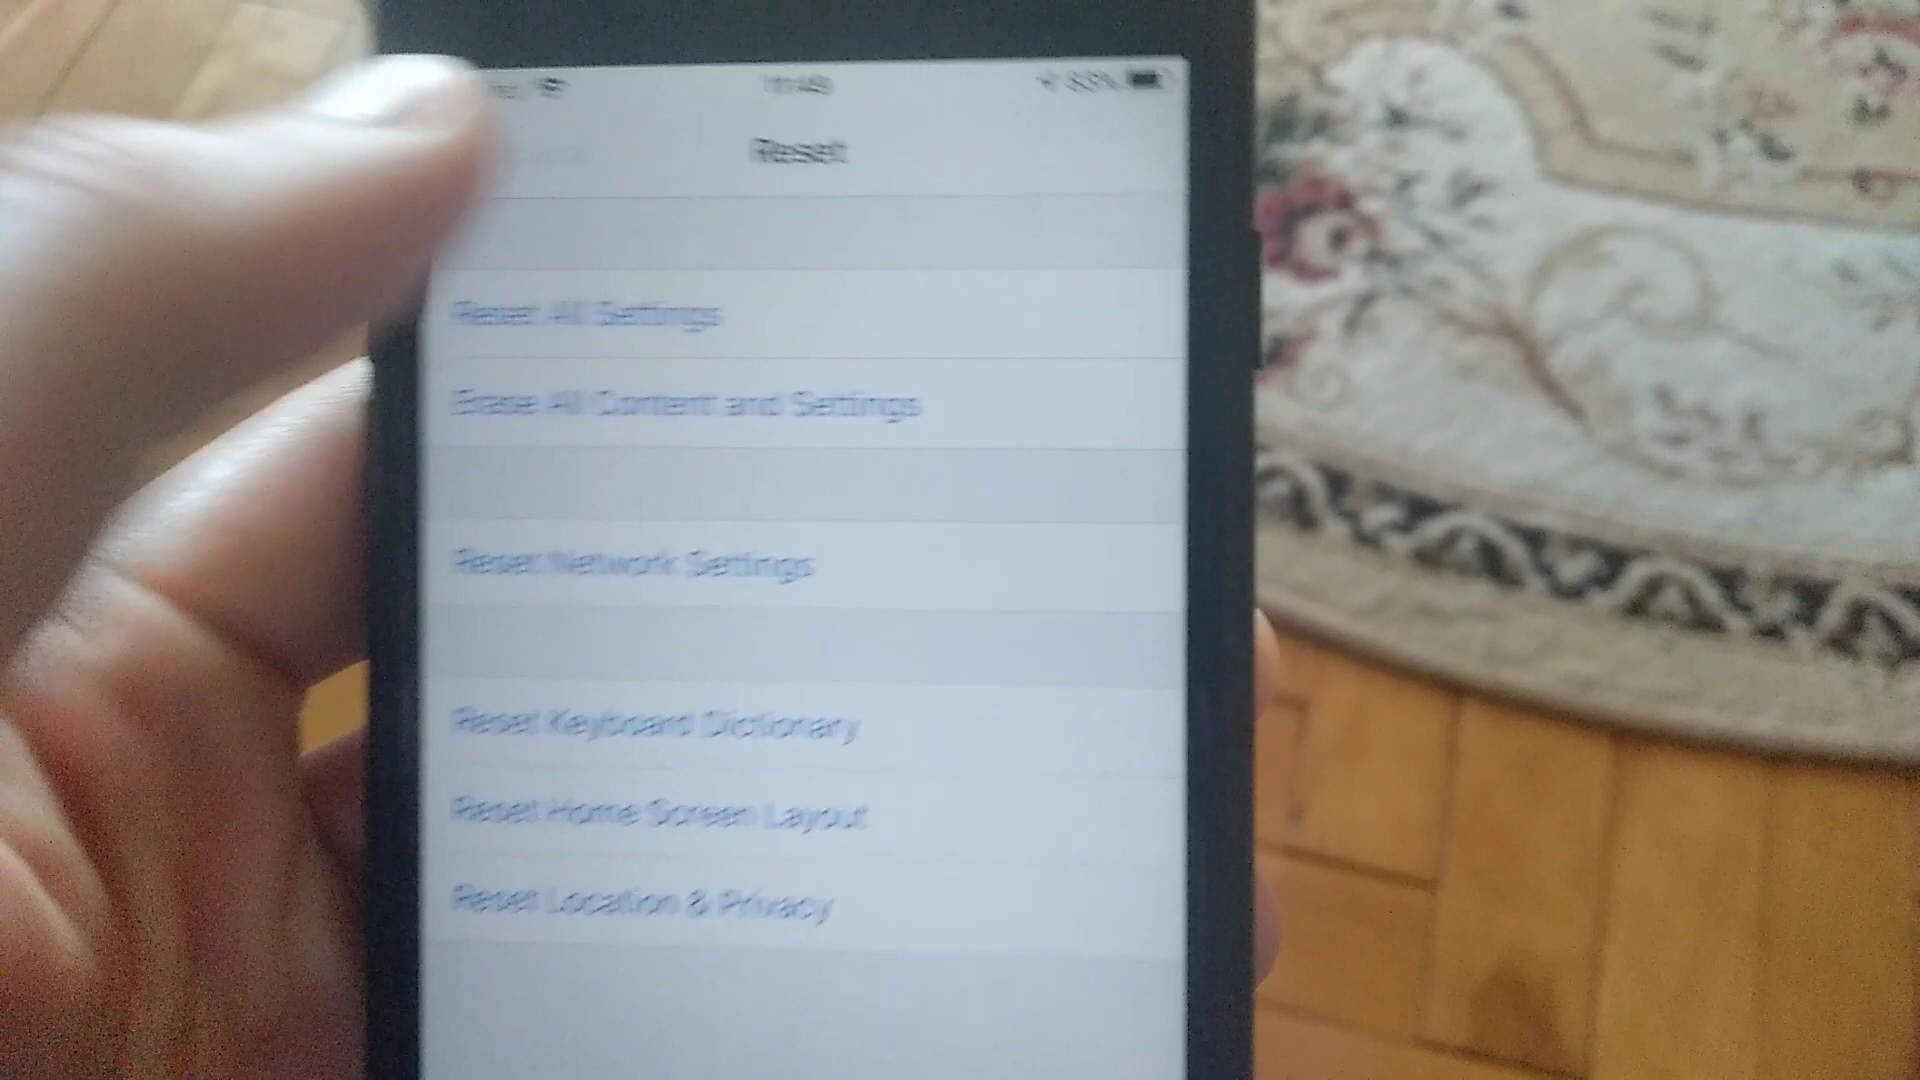 Reset
Reset All Settings
Erase All Content and Settings
Reset Network Settings
Reset Keyboard Dictionary
Reset Home Screen Layout
Reset Location & Privacy